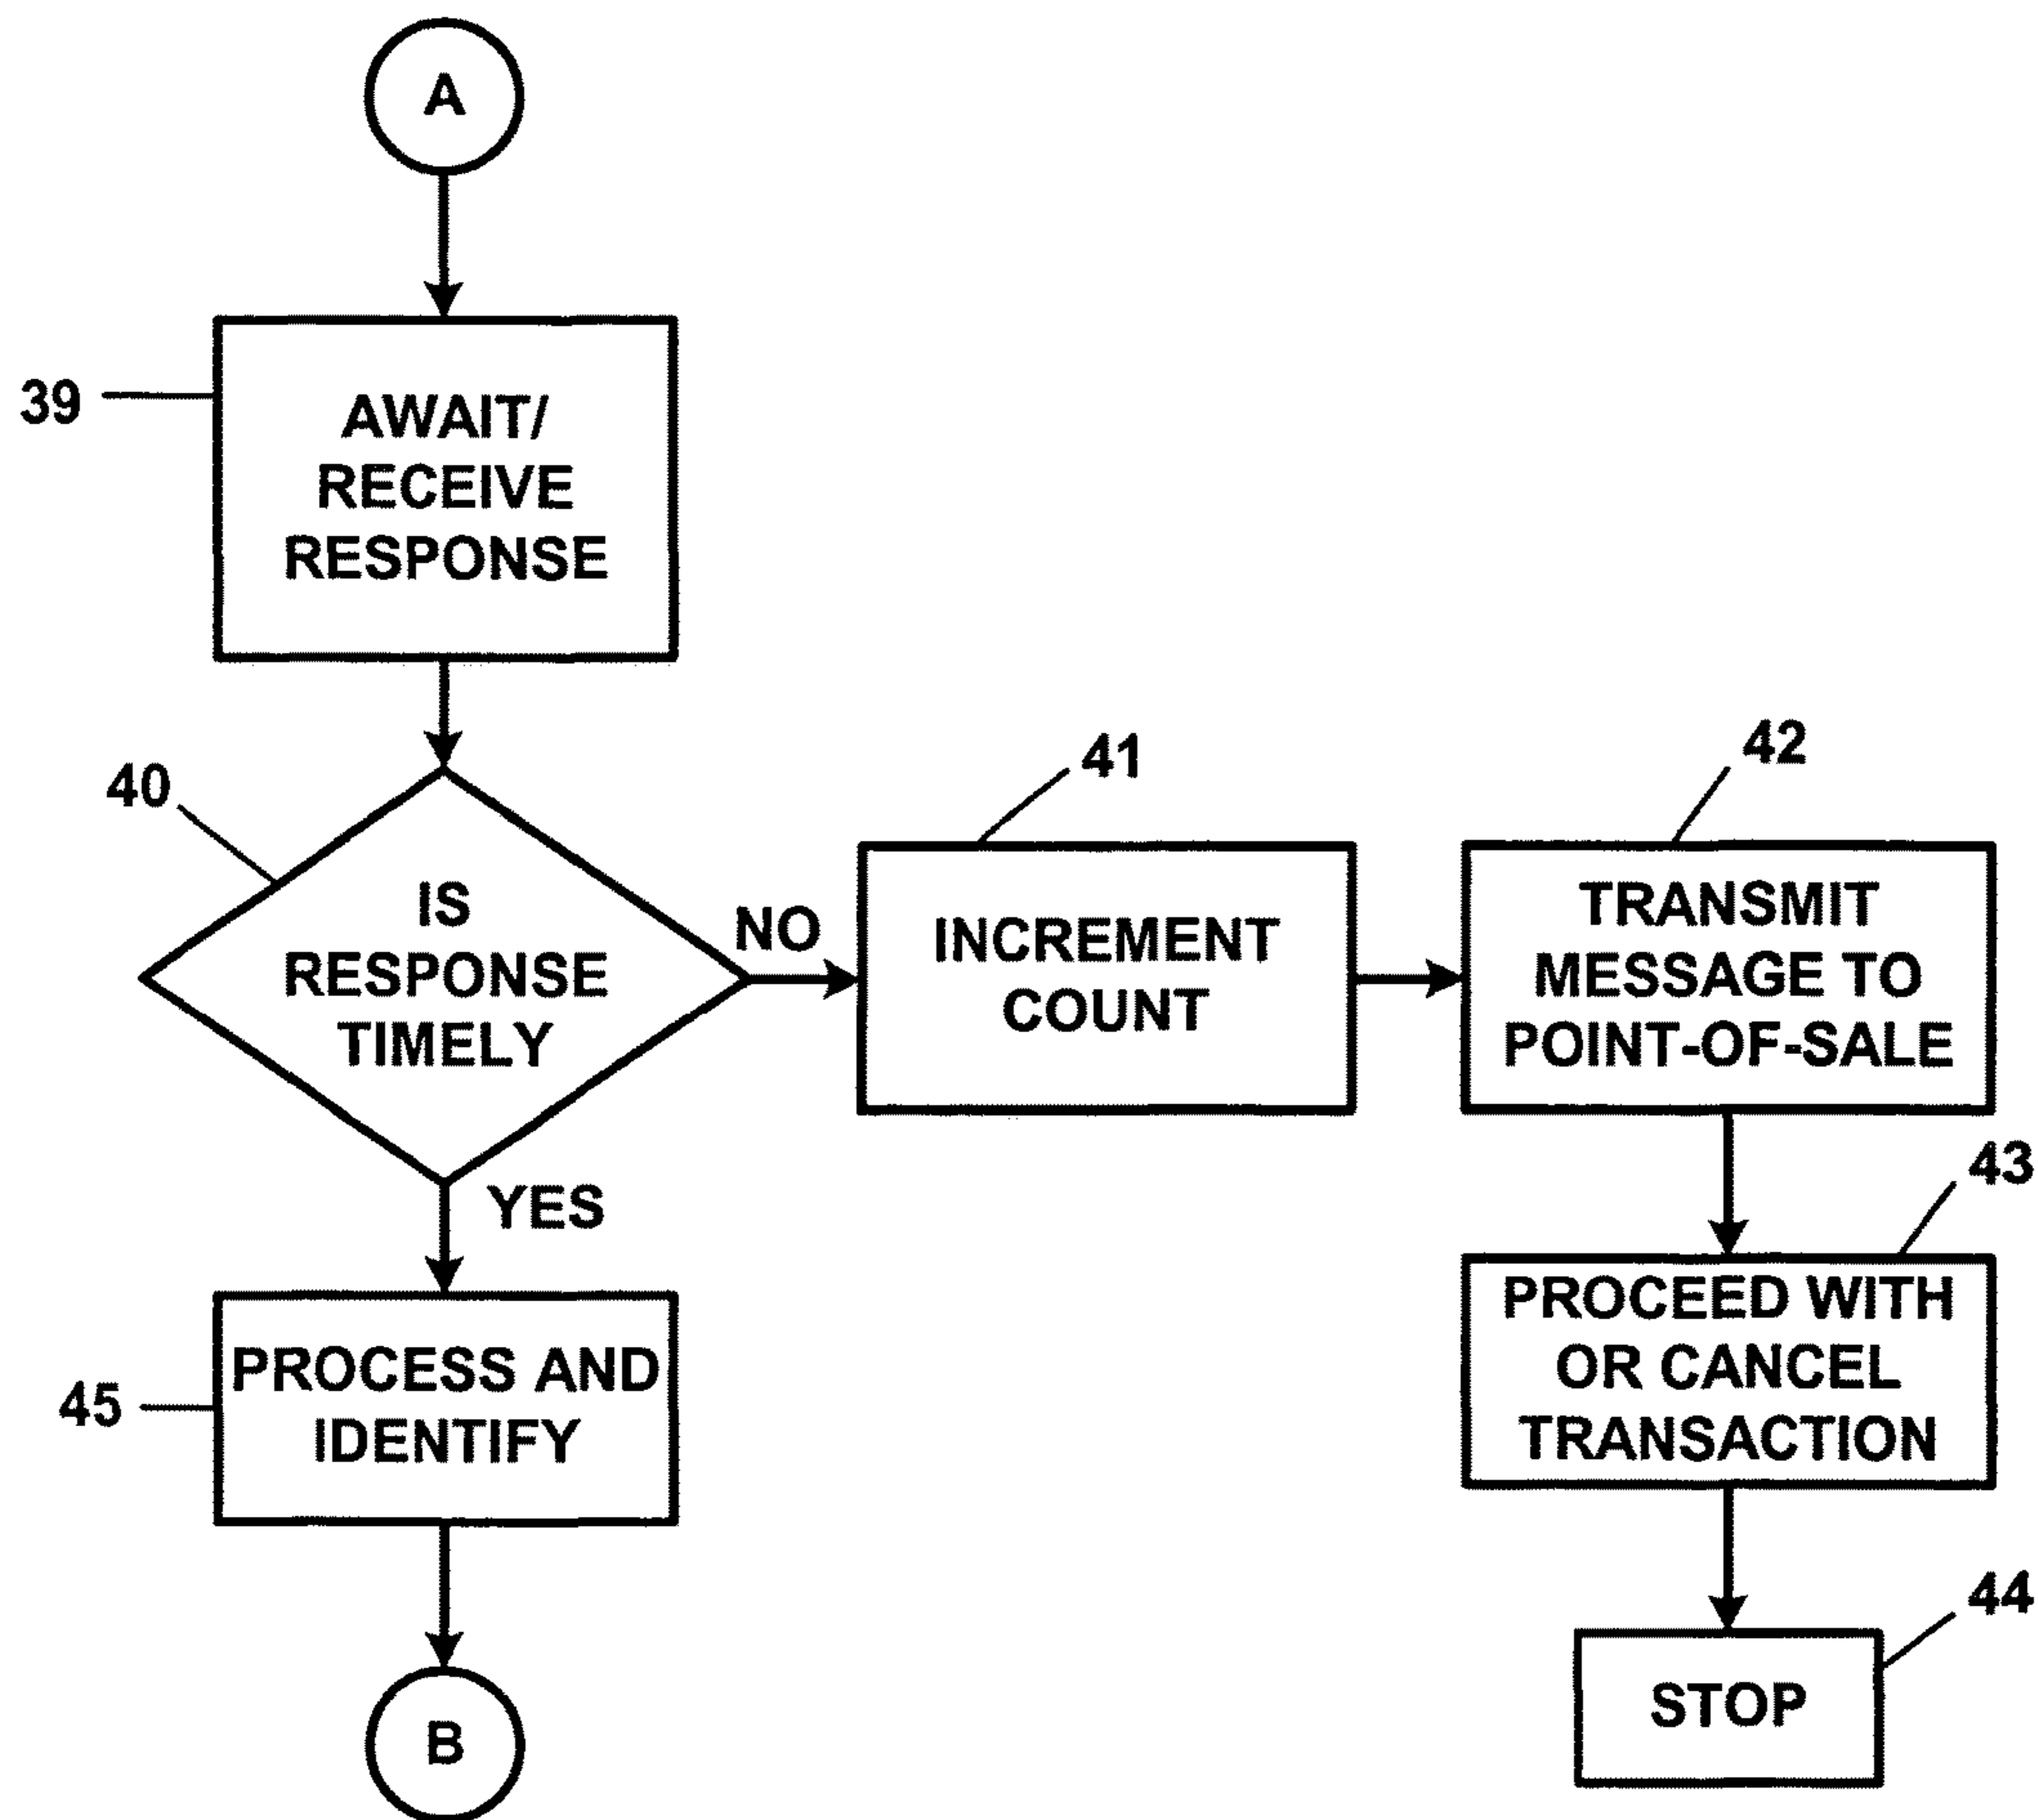 A
39
AWAIT/
RECEIVE
RESPONSE
40
IS
RESPONSE
TIMELY
NO
YES
41
INCREMENT
COUNT
42
TRANSMIT
MESSAGE TO
POINT-OF-SALE
43
PROCEED WITH
OR CANCEL
TRANSACTION
44
STOP
45
PROCESS AND
IDENTIFY
B